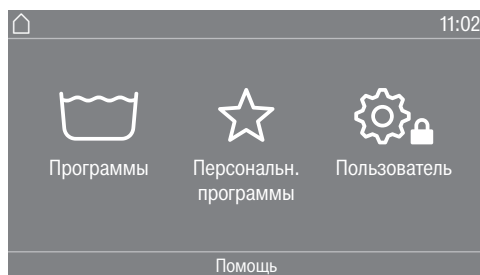 11:02
Программы
Персональн.
программы
Пользователь
Помощь